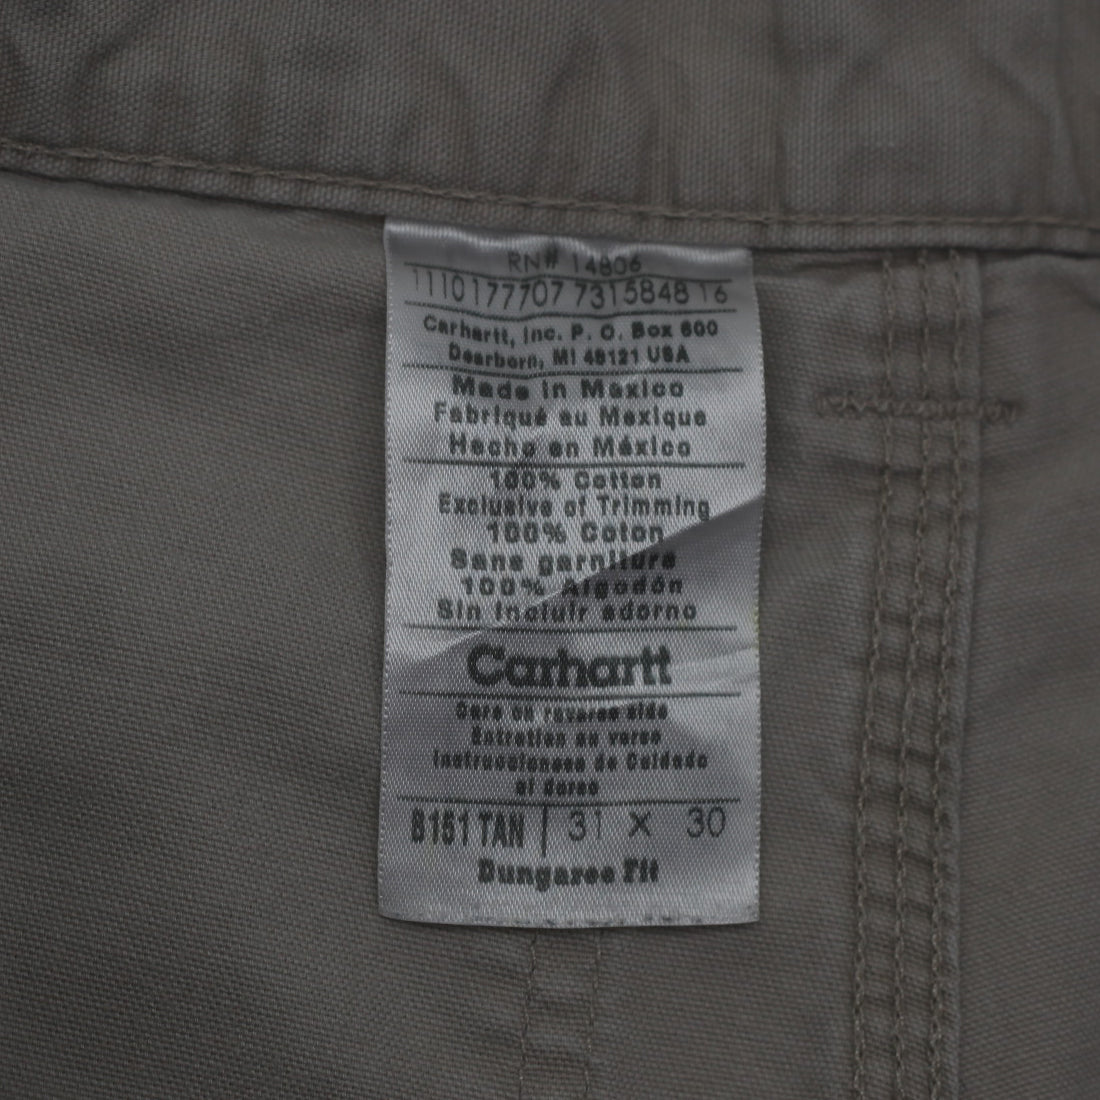 RN# 14806
1110177707 7315848 16
Carhartt, Inc. P. O. Box 600
Dearborn, MI 48121 USA
Made in Mexico
Fabriqué au Mexique
Hecho en México
100% Cotton
Exclusive of Trimming
100% Coton
Sans garniture
100% Algodón
Sin incluir adorno
Carhartt
Care on reverse side
Entretien au verso
Instrucciones de Cuidado
al dorso
B151 TAN | 31 X 30
Dungaree Fit